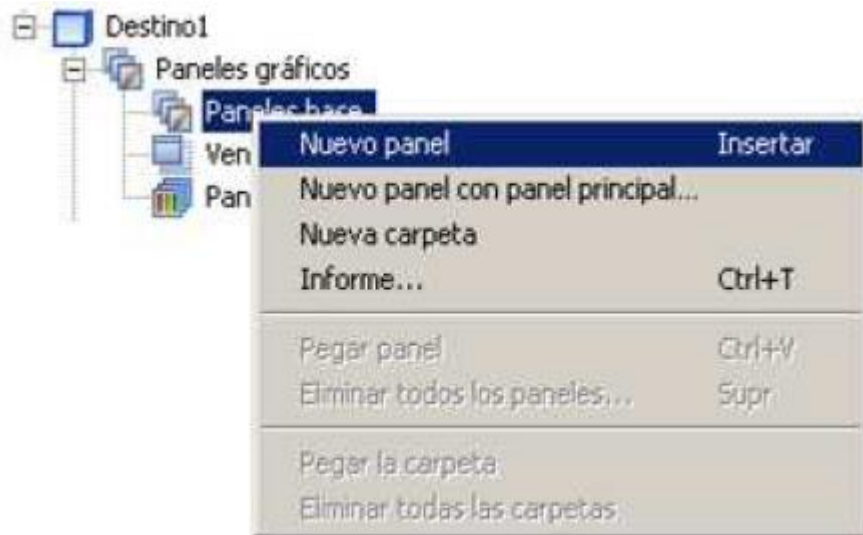 Destino1
Paneles gráficos
Paneles base
Ven
Pan
Nuevo panel Insertar
Nuevo panel con panel principal...
Nueva carpeta
Informe... Ctrl+T
Pegar panel Ctrl+V
Eliminar todos los paneles... Supr
Pegar la carpeta
Eliminar todas las carpetas